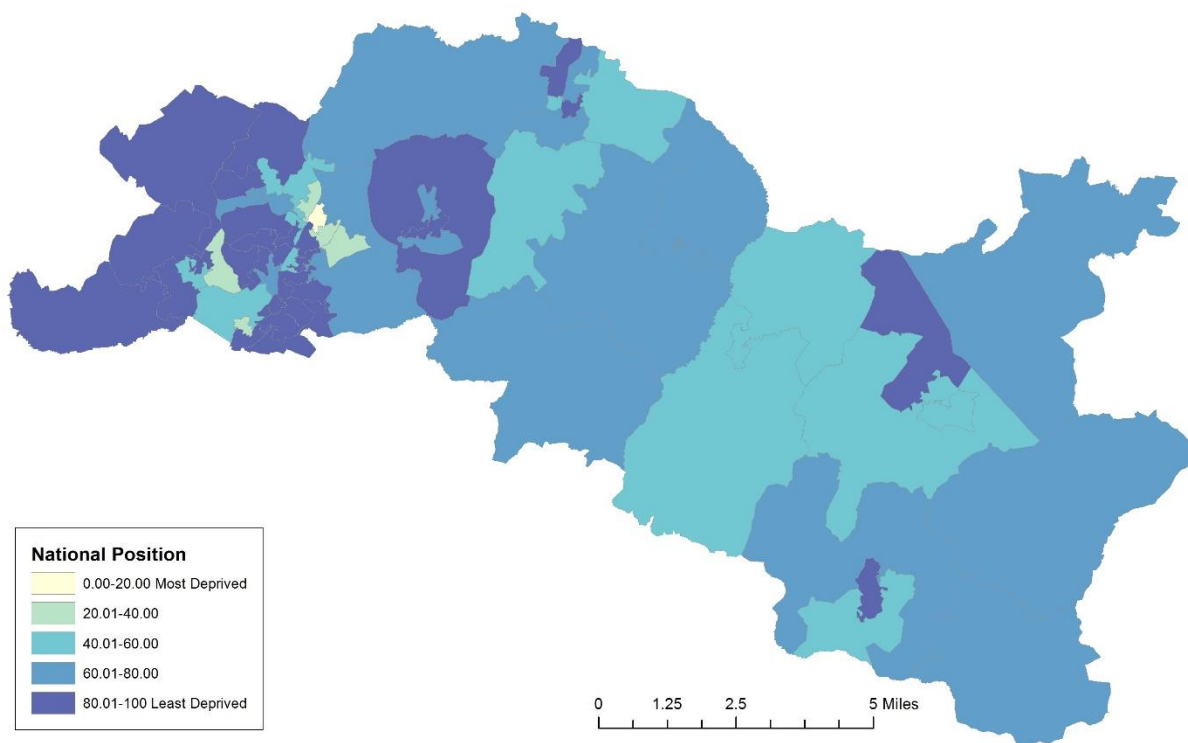 National Position
0.00-20.00 Most Deprived
20.01-40.00
40.01-60.00
60.01-80.00
80.01-100 Least Deprived
0 1.25 2.5 5 Miles